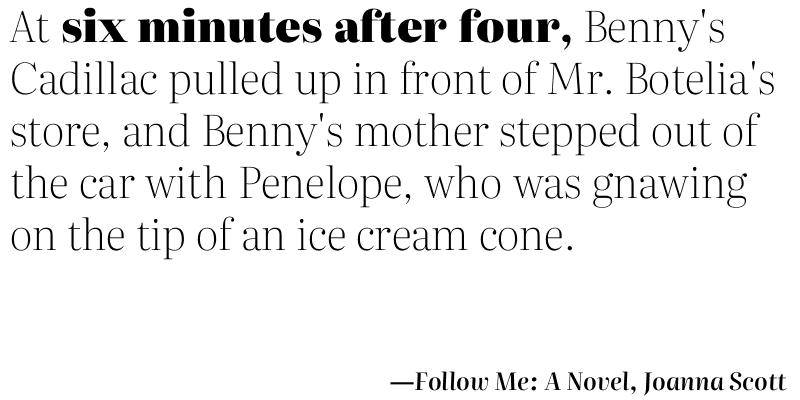 At six minutes after four, Benny's
Cadillac pulled up in front of Mr. Botelia's
store, and Benny's mother stepped out of
the car with Penelope, who was gnawing
on the tip of an ice cream cone.
—Follow Me: A Novel, Joanna Scott